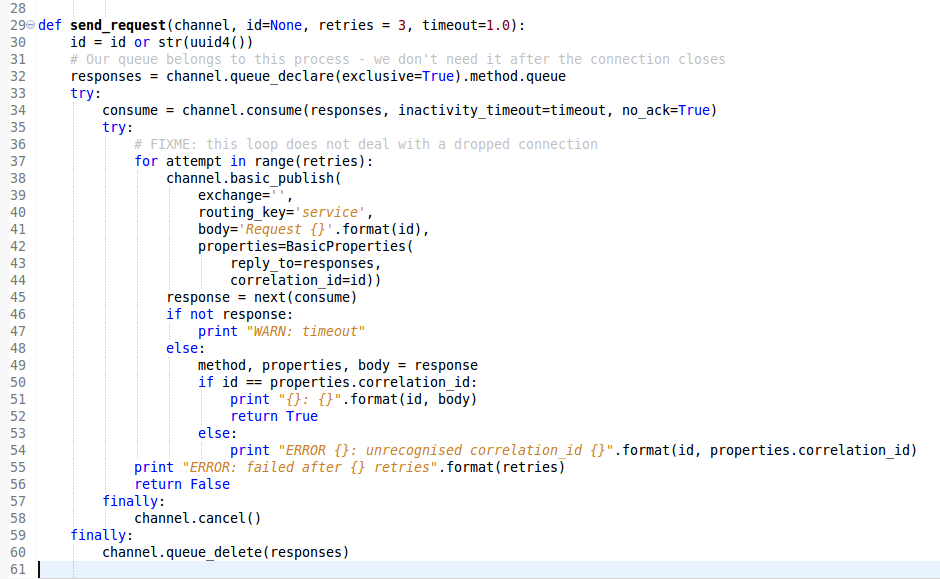 28
29 def send_request(channel, id=None, retries = 3, timeout=1.0):
30     id = id or str(uuid4())
31     # Our queue belongs to this process - we don't need it after the connection closes
32     responses = channel.queue_declare(exclusive=True).method.queue
33     try:
34         consume = channel.consume(responses, inactivity_timeout=timeout, no_ack=True)
35         try:
36             # FIXME: this loop does not deal with a dropped connection
37             for attempt in range(retries):
38                 channel.basic_publish(
39                     exchange='',
40                     routing_key='service',
41                     body='Request {}'.format(id),
42                     properties=BasicProperties(
43                         reply_to=responses,
44                         correlation_id=id))
45                 response = next(consume)
46                 if not response:
47                     print "WARN: timeout"
48                 else:
49                     method, properties, body = response
50                     if id == properties.correlation_id:
51                         print "{}: {}".format(id, body)
52                         return True
53                     else:
54                         print "ERROR {}: unrecognised correlation_id {}".format(id, properties.correlation_id)
55             print "ERROR: failed after {} retries".format(retries)
56             return False
57         finally:
58             channel.cancel()
59     finally:
60         channel.queue_delete(responses)
61